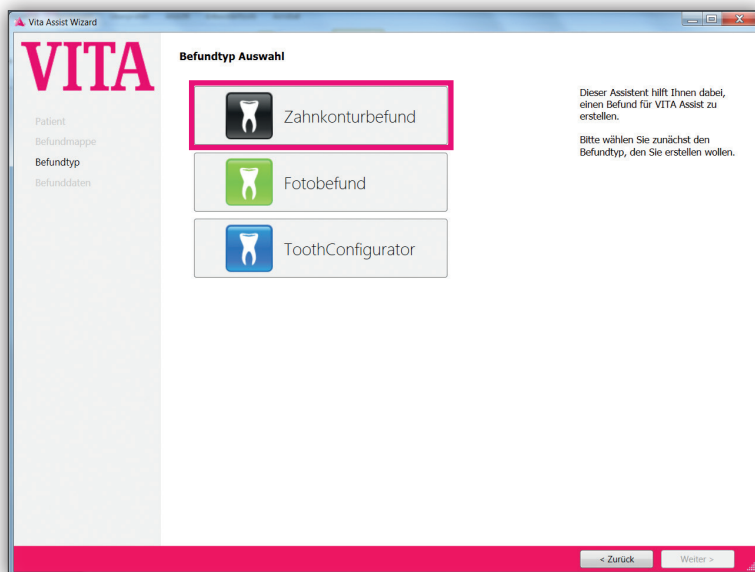 Vita Assist Wizard
VITA
Patient
Befundmappe
Befundtyp
Befunddaten
Befundtyp Auswahl
Zahnkonturbefund
Fotobefund
ToothConfigurator
Dieser Assistent hilft Ihnen dabei,
einen Befund für VITA Assist zu
erstellen.
Bitte wählen Sie zunächst den
Befundtyp, den Sie erstellen wollen.
< Zurück
Weiter >